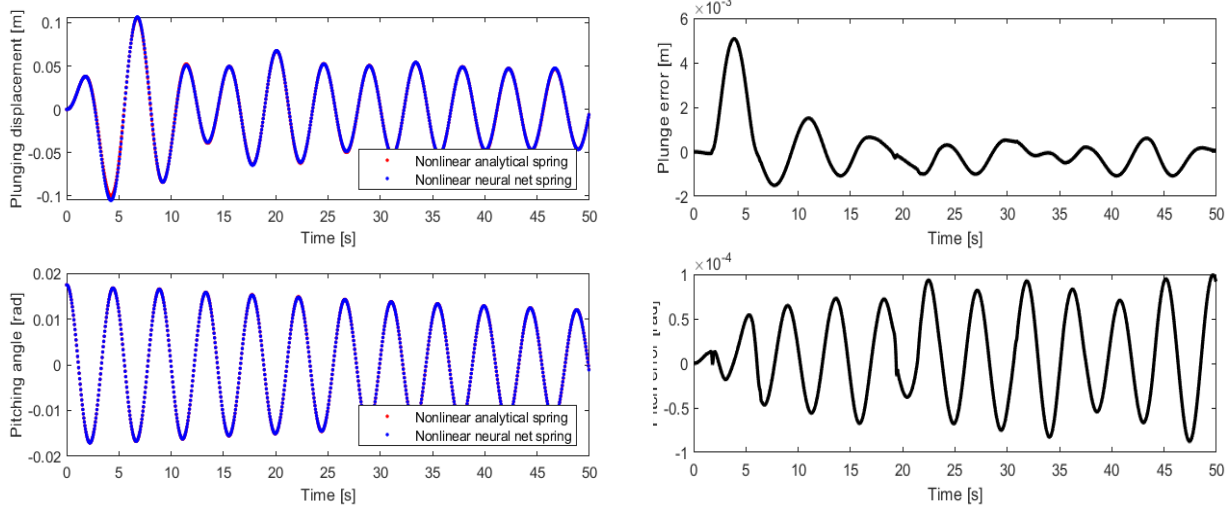 Plunging displacement [m]
0.1
0.05
0
-0.05
-0.1
Nonlinear analytical spring
Nonlinear neural net spring
0 5 10 15 20 25 30 35 40 45 50
Time [s]
×10⁻³
Plunge error [m]
6
4
2
0
-2
0 5 10 15 20 25 30 35 40 45 50
Time [s]
Pitching angle [rad]
0.02
0.01
0
-0.01
-0.02
Nonlinear analytical spring
Nonlinear neural net spring
0 5 10 15 20 25 30 35 40 45 50
Time [s]
×10⁻⁴
error [rad]
1
0.5
0
-0.5
-1
0 5 10 15 20 25 30 35 40 45 50
Time [s]